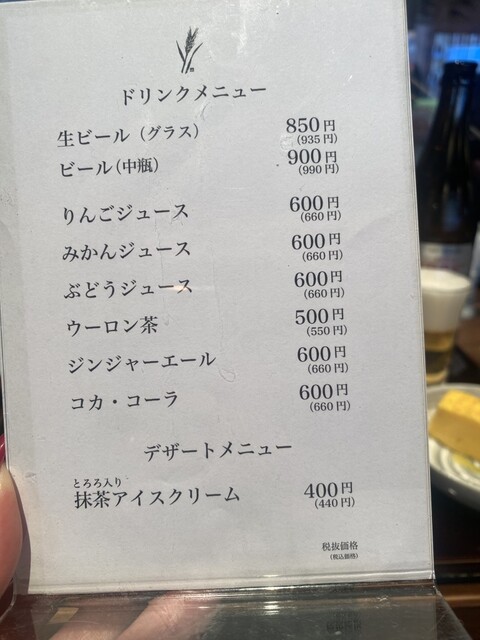 ドリンクメニュー
生ビール（グラス） 850円
(935円)
ビール(中瓶) 900円
(990円)
りんごジュース 600円
(660円)
みかんジュース 600円
(660円)
ぶどうジュース 600円
(660円)
ウーロン茶 500円
(550円)
ジンジャーエール 600円
(660円)
コカ・コーラ 600円
(660円)
デザートメニュー
とろろ入り
抹茶アイスクリーム 400円
(440円)
税抜価格
(税込価格)